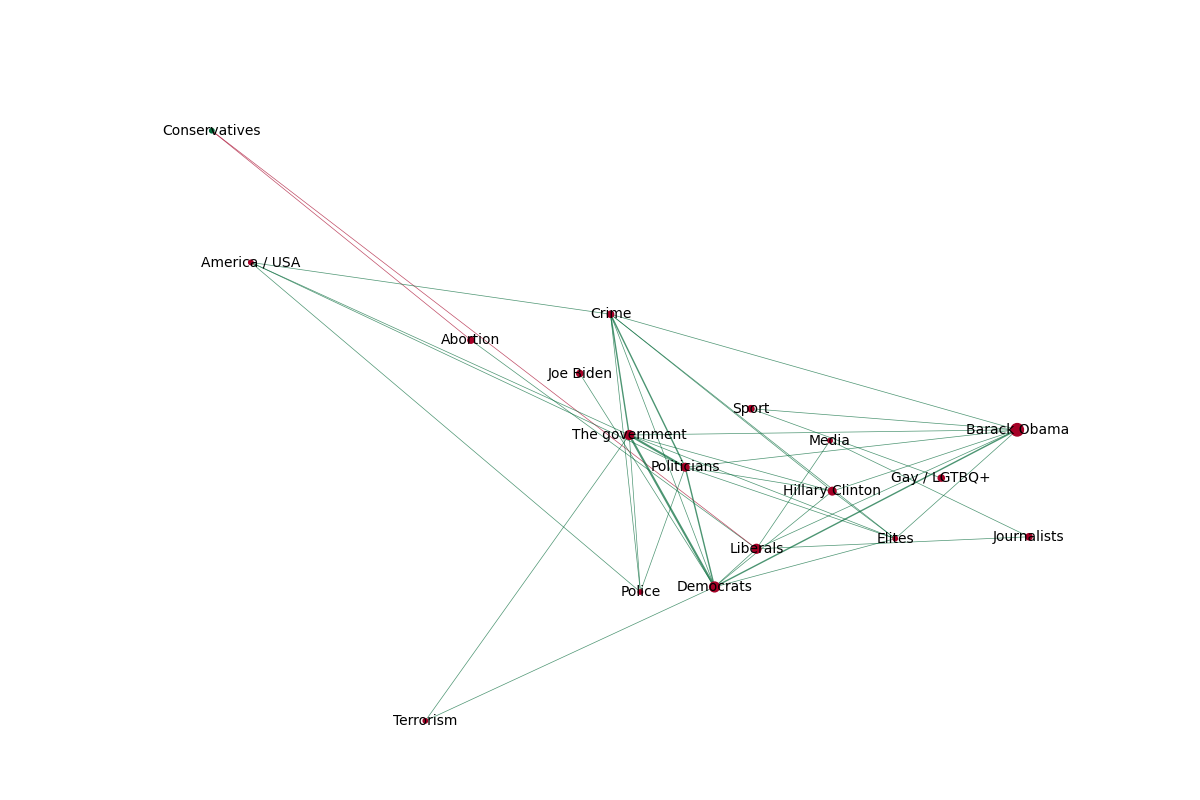 Conservatives
America / USA
Crime
Abortion
Joe Biden
Sport
Barack Obama
The government
Media
Politicians
Gay / LGTBQ+
Hillary Clinton
Journalists
Elites
Liberals
Democrats
Police
Terrorism